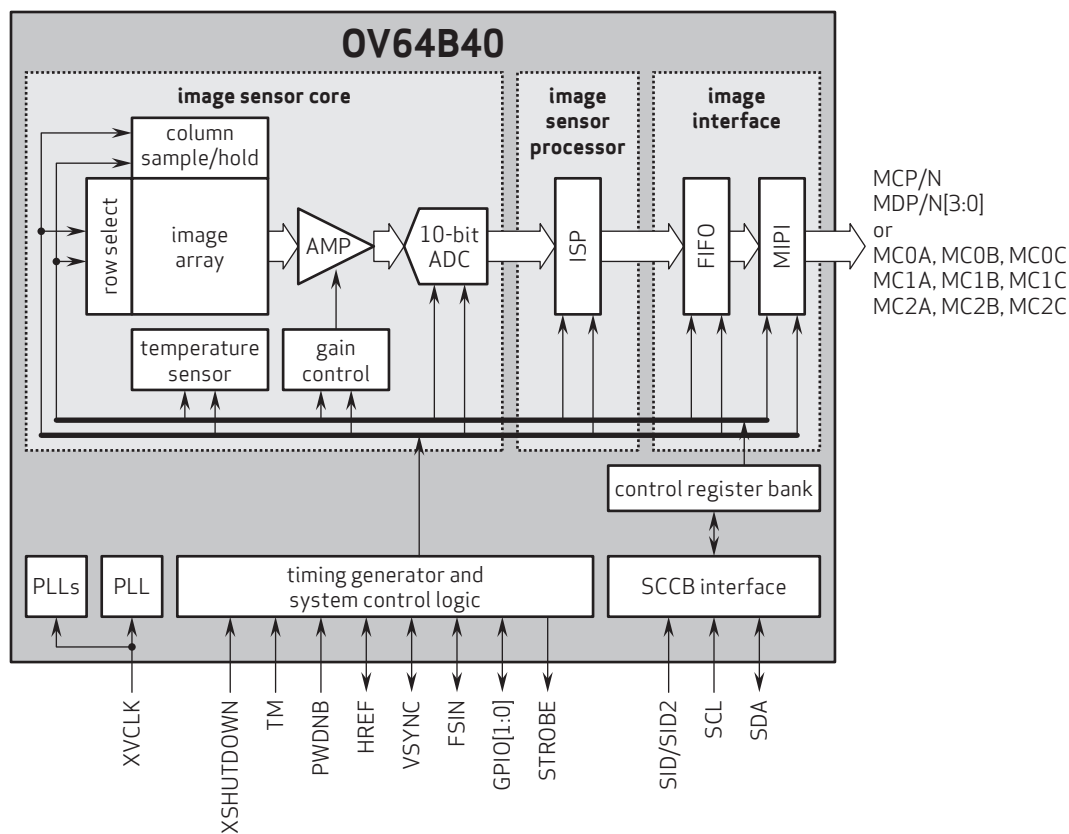 OV64B40
image sensor core
image
sensor
processor
image
interface
column
sample/hold
row select
image
array
AMP
10-bit
ADC
ISP
FIFO
MIPI
MCP/N
MDP/N[3:0]
or
MC0A, MC0B, MC0C
MC1A, MC1B, MC1C
MC2A, MC2B, MC2C
temperature
sensor
gain
control
control register bank
PLLs
PLL
timing generator and
system control logic
SCCB interface
XVCLK
XSHUTDOWN
TM
PWDNB
HREF
VSYNC
FSIN
GPIO[1:0]
STROBE
SID/SID2
SCL
SDA